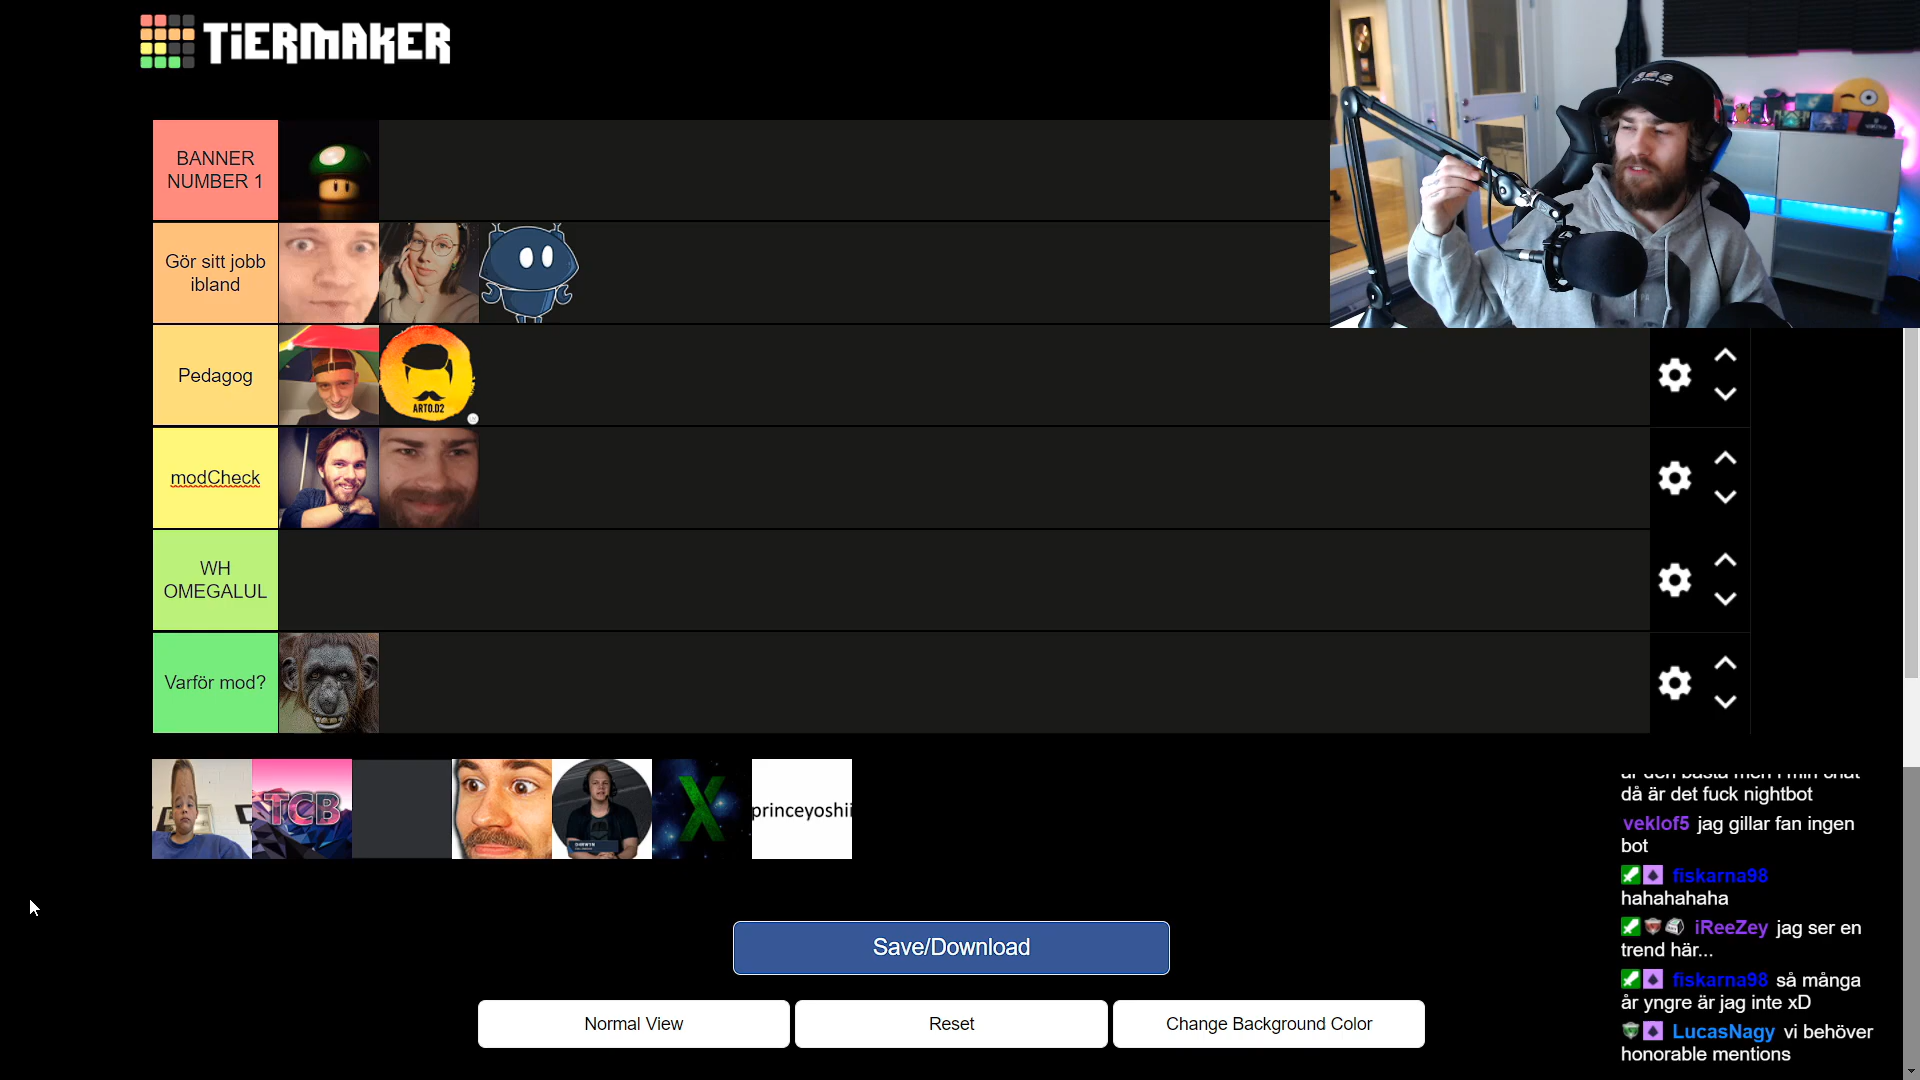 TiERMAKER
BANNER
NUMBER 1
Gör sitt jobb
ibland
Pedagog
ARTO.D2
modCheck
WH
OMEGALUL
Varför mod?
TCB
X
princeyoshii
då är det fuck nightbot
veklof5 jag gillar fan ingen
bot
fiskarna98
hahahahaha
iReeZey jag ser en
trend här...
fiskarna98 så många
år yngre är jag inte xD
LucasNagy vi behöver
honorable mentions
Save/Download
Normal View
Reset
Change Background Color